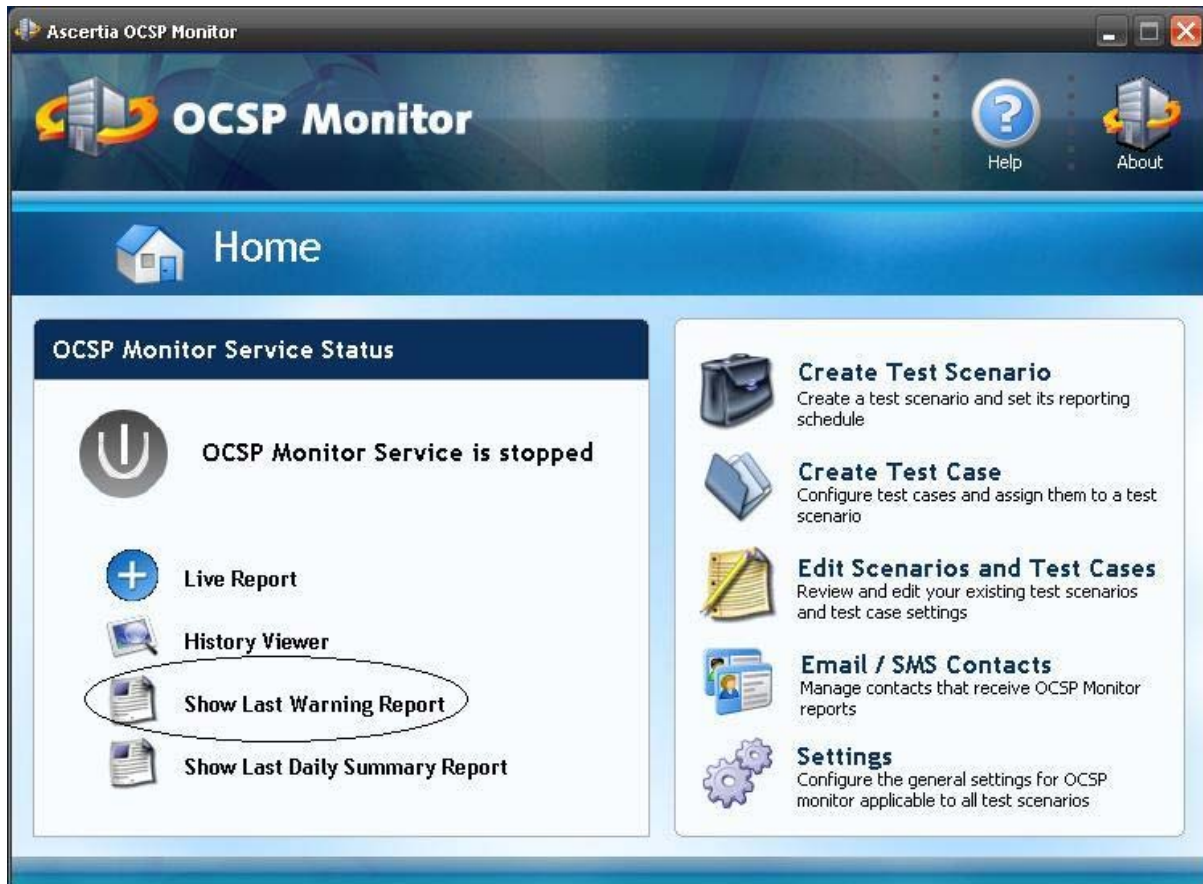 Ascertia OCSP Monitor
OCSP Monitor
Help
About
Home
OCSP Monitor Service Status
OCSP Monitor Service is stopped
Live Report
History Viewer
Show Last Warning Report
Show Last Daily Summary Report
Create Test Scenario
Create a test scenario and set its reporting
schedule
Create Test Case
Configure test cases and assign them to a test
scenario
Edit Scenarios and Test Cases
Review and edit your existing test scenarios
and test case settings
Email / SMS Contacts
Manage contacts that receive OCSP Monitor
reports
Settings
Configure the general settings for OCSP
monitor applicable to all test scenarios